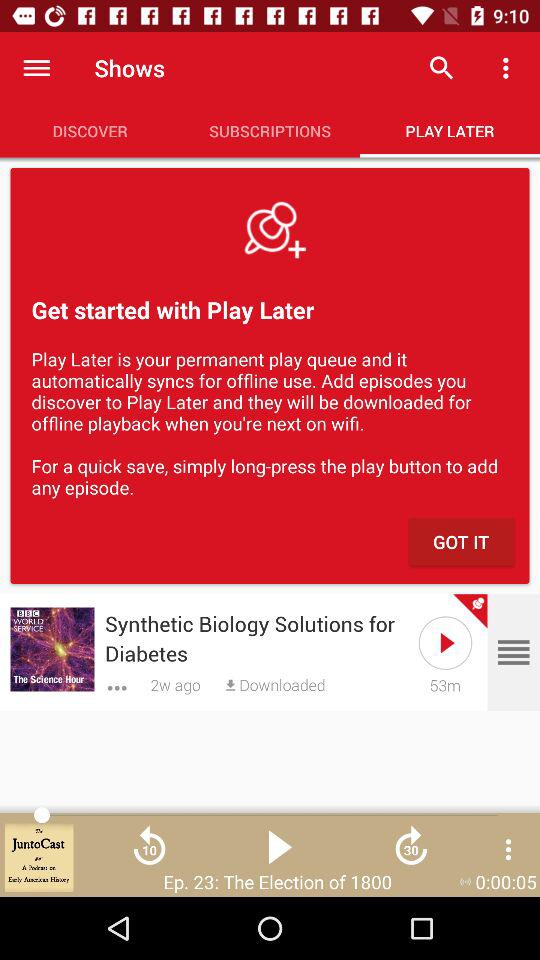 9:10
Shows
DISCOVER SUBSCRIPTIONS PLAY LATER
Get started with Play Later
Play Later is your permanent play queue and it
automatically syncs for offline use. Add episodes you
discover to Play Later and they will be downloaded for
offline playback when you're next on wifi.
For a quick save, simply long-press the play button to add
any episode.
GOT IT
BBC
WORLD
SERVICE
The Science Hour
Synthetic Biology Solutions for
Diabetes
2w ago Downloaded
53m
The
JuntoCast
A Podcast on
Early American History
10
30
Ep. 23: The Election of 1800
0:00:05